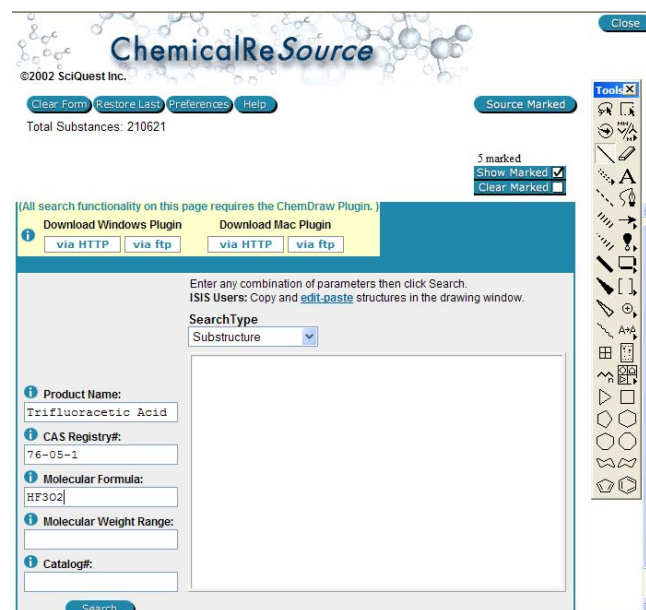 Close
ChemicalReSource
©2002 SciQuest Inc.
Clear Form Restore Last Preferences Help Source Marked
Total Substances: 210621
5 marked
Show Marked
Clear Marked
(All search functionality on this page requires the ChemDraw Plugin. )
Download Windows Plugin Download Mac Plugin
via HTTP via ftp via HTTP via ftp
Enter any combination of parameters then click Search.
ISIS Users: Copy and edit-paste structures in the drawing window.
SearchType
Substructure
Product Name:
Trifluoracetic Acid
CAS Registry#:
76-05-1
Molecular Formula:
HF3O2
Molecular Weight Range:
Catalog#:
Search
Tools
A